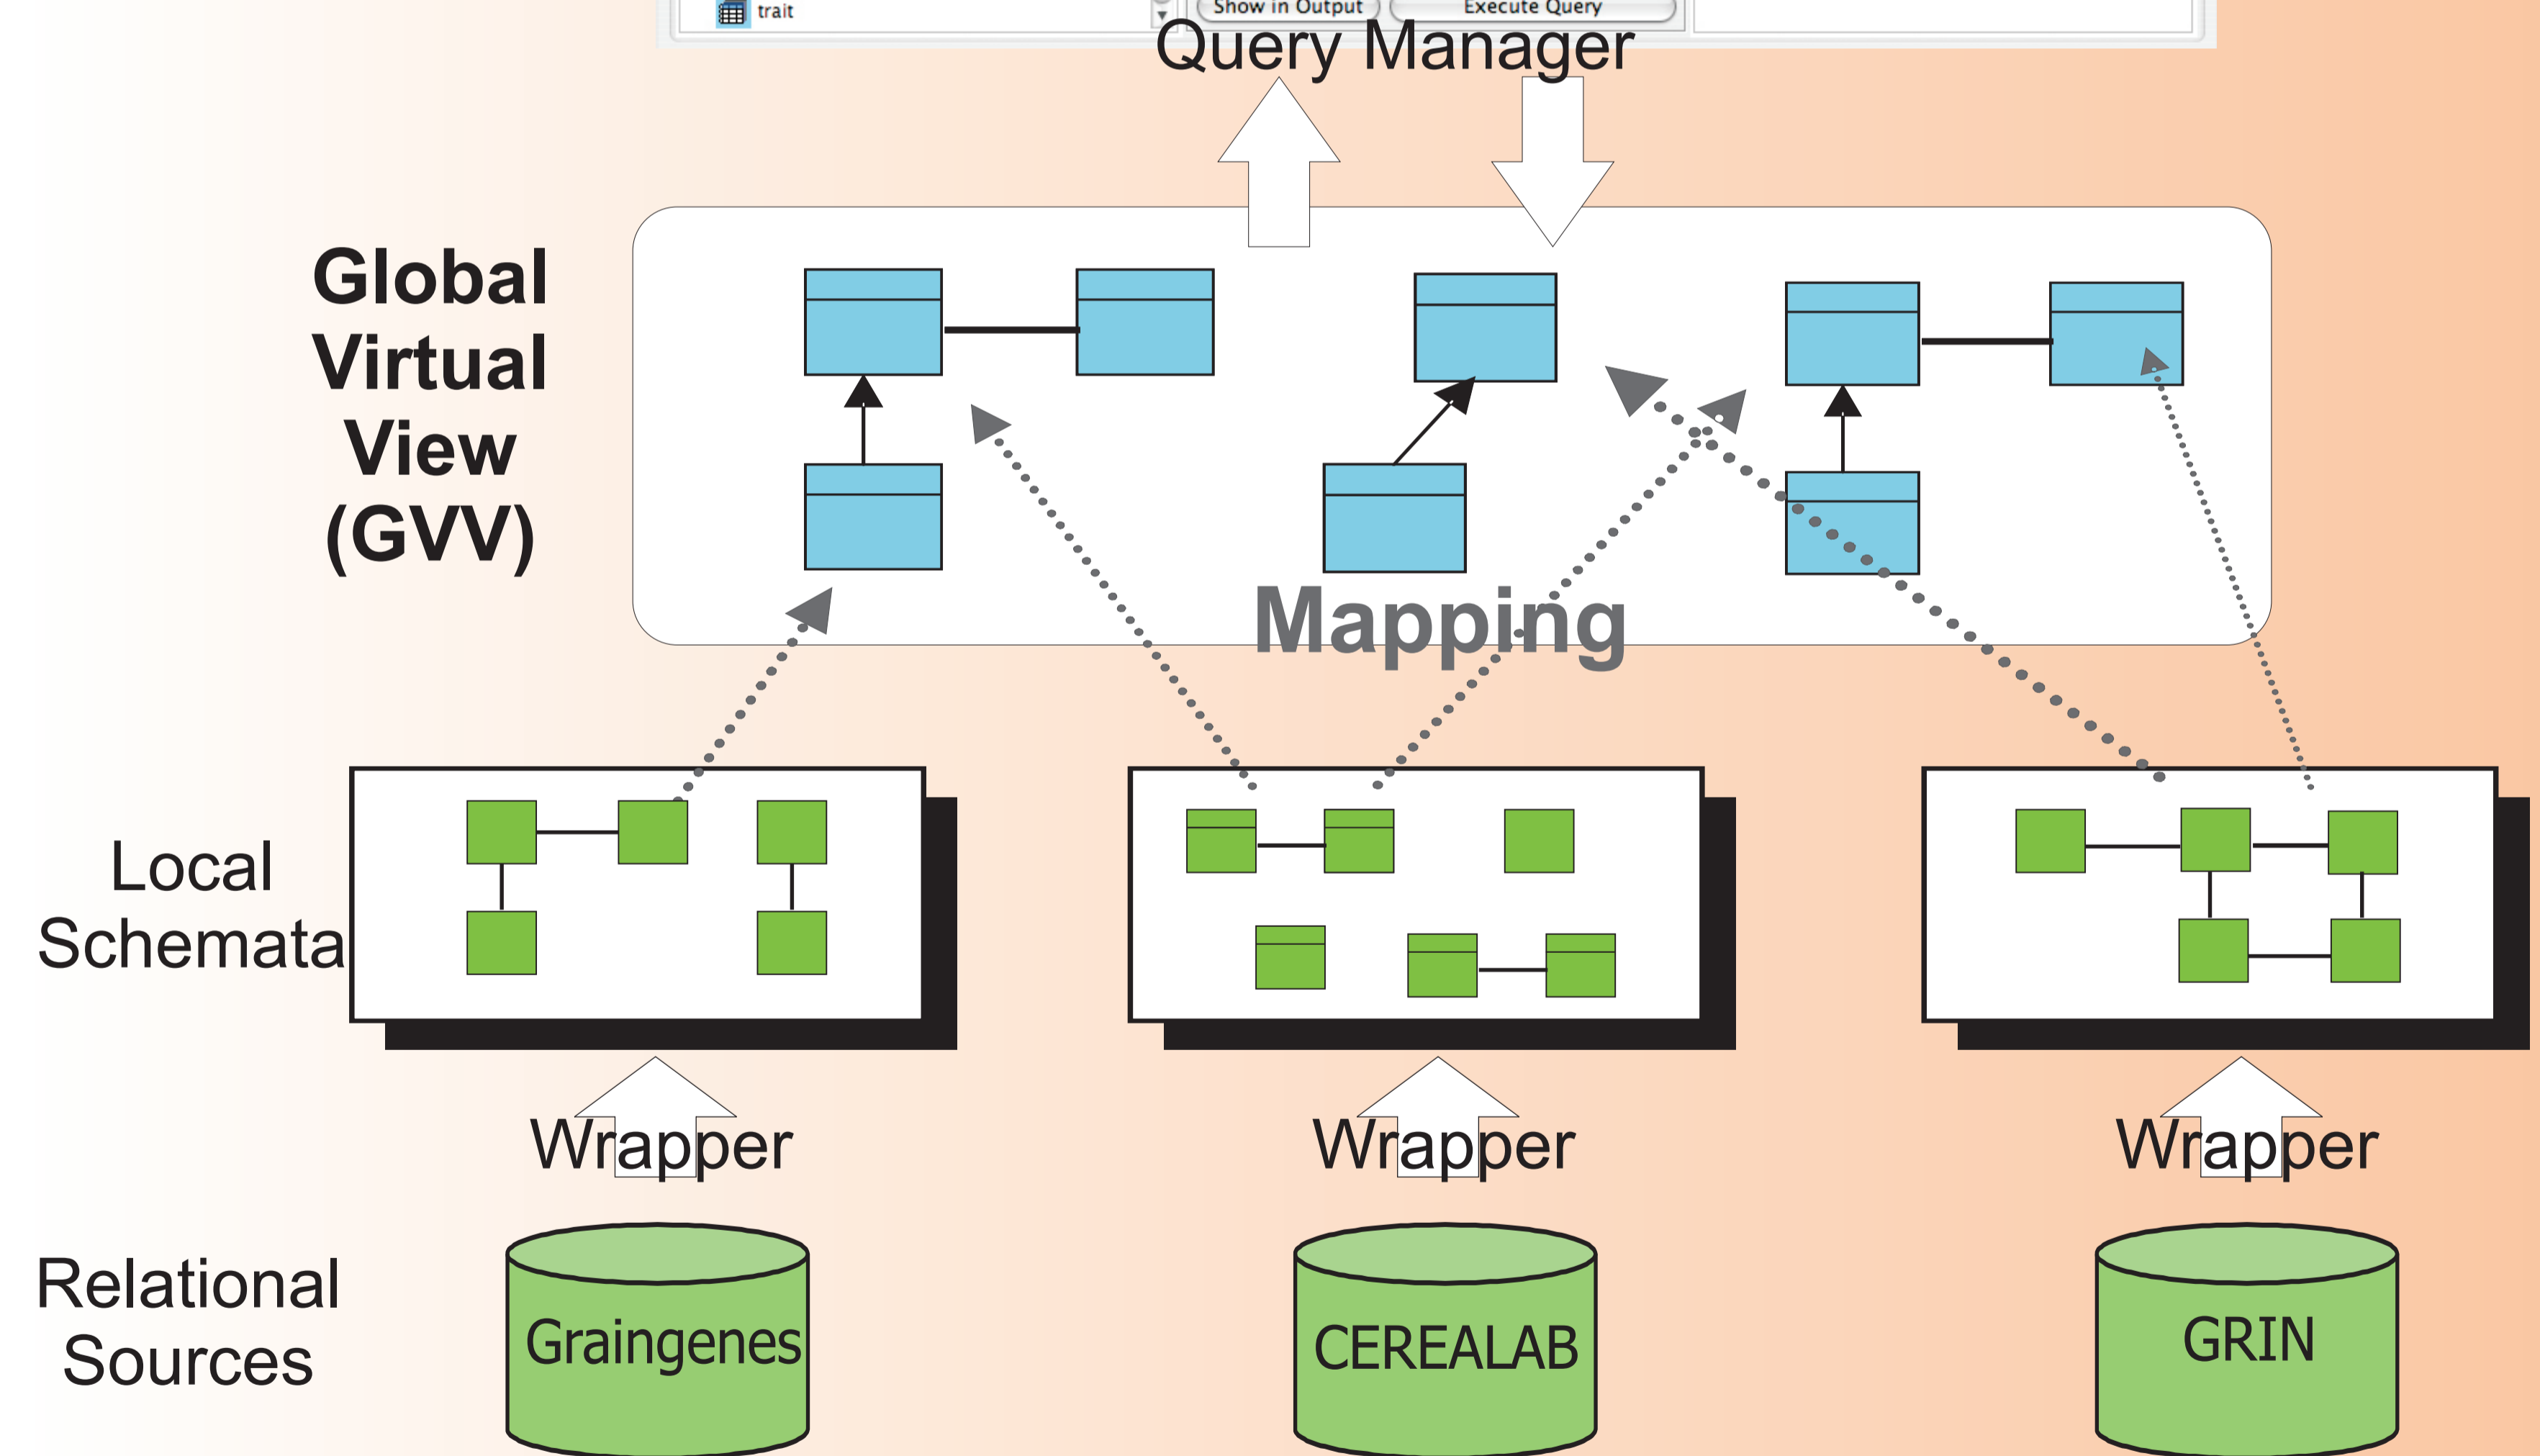 trait
Show in Output
Execute Query
Query Manager
Global
Virtual
View
(GVV)
Mapping
Local
Schemata
Wrapper
Wrapper
Wrapper
Relational
Sources
Graingenes
CEREALAB
GRIN